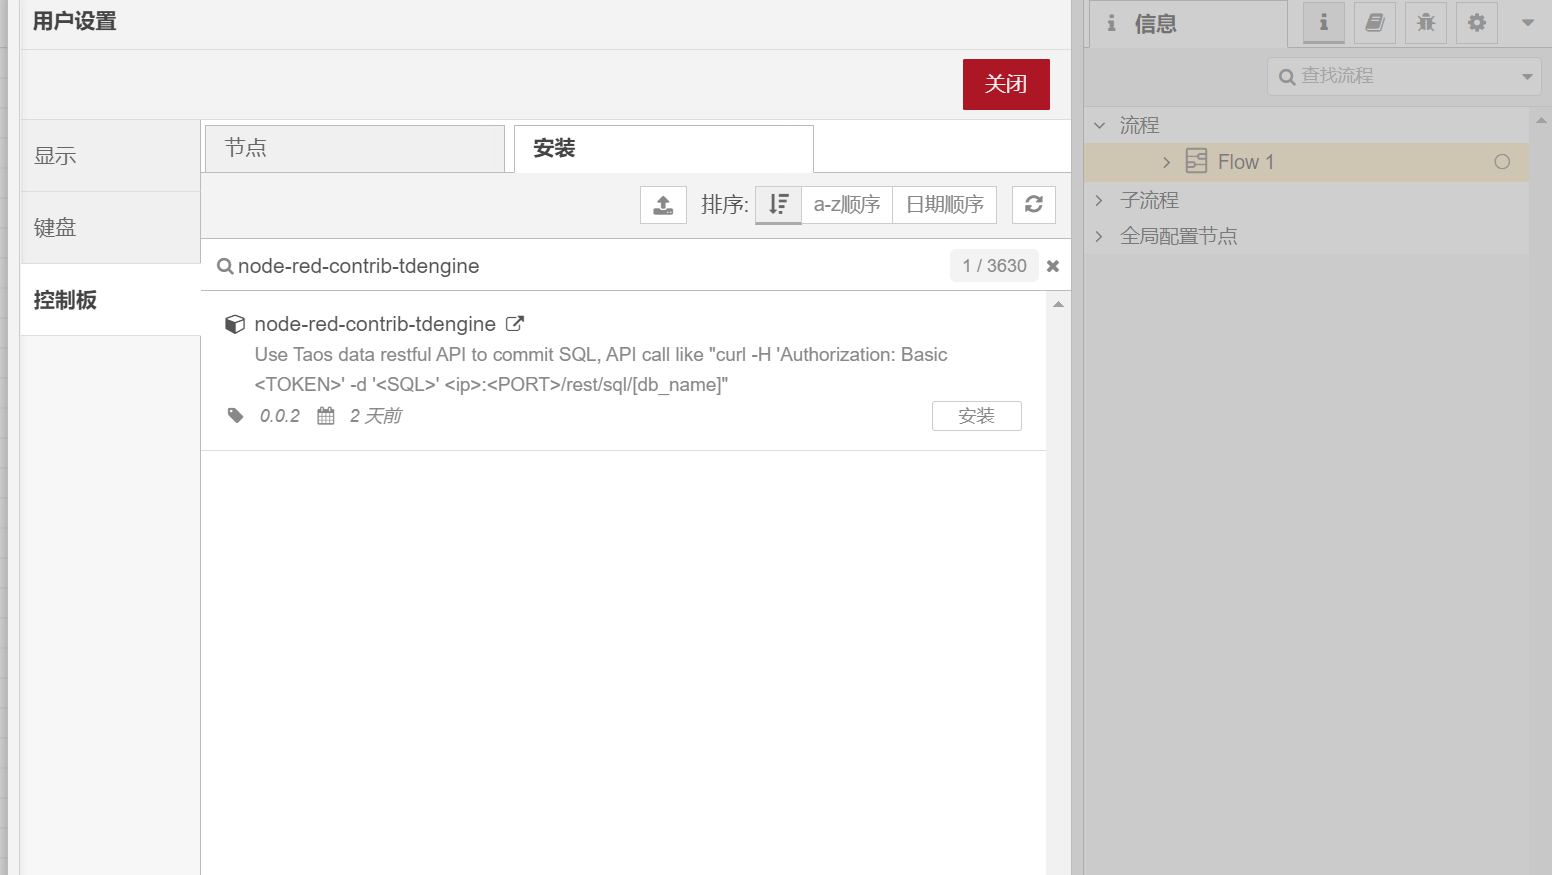 用户设置
关闭
显示
键盘
控制板
节点
安装
排序:
a-z顺序
日期顺序
node-red-contrib-tdengine
1 / 3630
node-red-contrib-tdengine
Use Taos data restful API to commit SQL, API call like "curl -H 'Authorization: Basic
<TOKEN>' -d '<SQL>' <ip>:<PORT>/rest/sql/[db_name]"
0.0.2
2 天前
安装
信息
查找流程
流程
Flow 1
子流程
全局配置节点